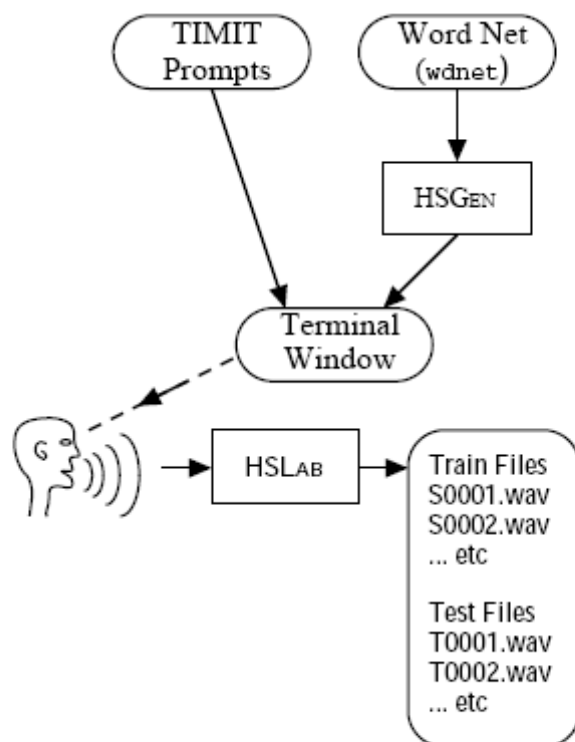 TIMIT
Prompts
Word Net
(wdnet)
HSGEN
Terminal
Window
HSLAB
Train Files
S0001.wav
S0002.wav
... etc
Test Files
T0001.wav
T0002.wav
... etc